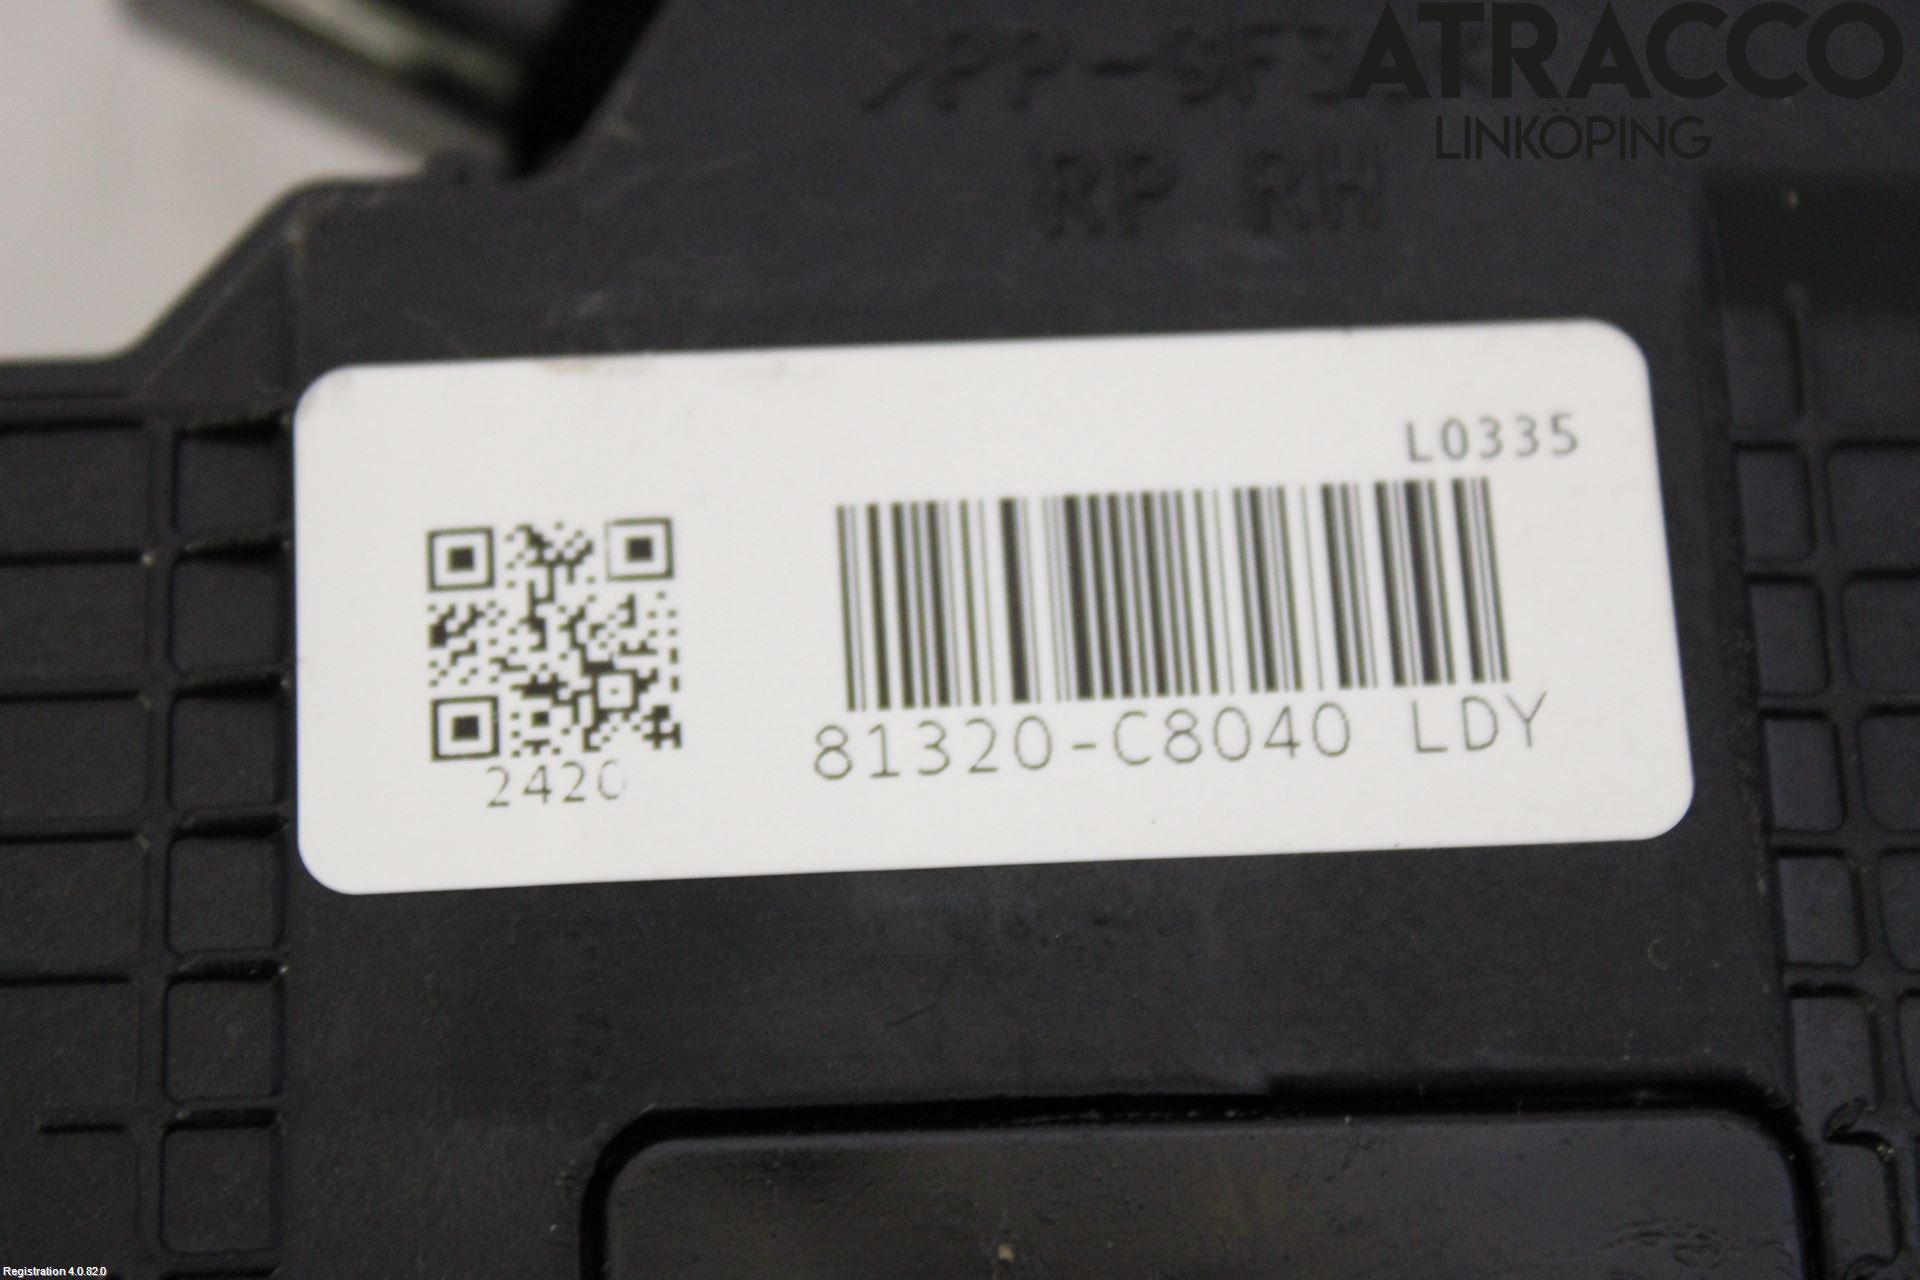 ATRACCO
LINKÖPING
RP RH
L0335
2420
81320-C8040 LDY
Registration 4.0.82.0